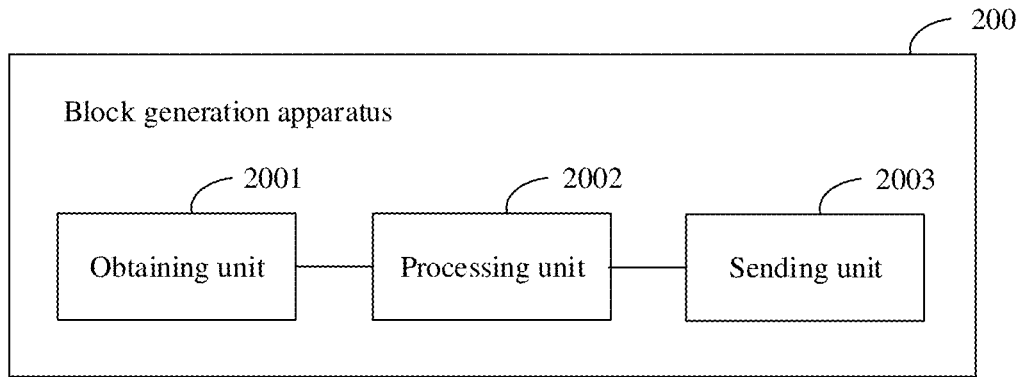 200
Block generation apparatus
2001 2002 2003
Obtaining unit Processing unit Sending unit